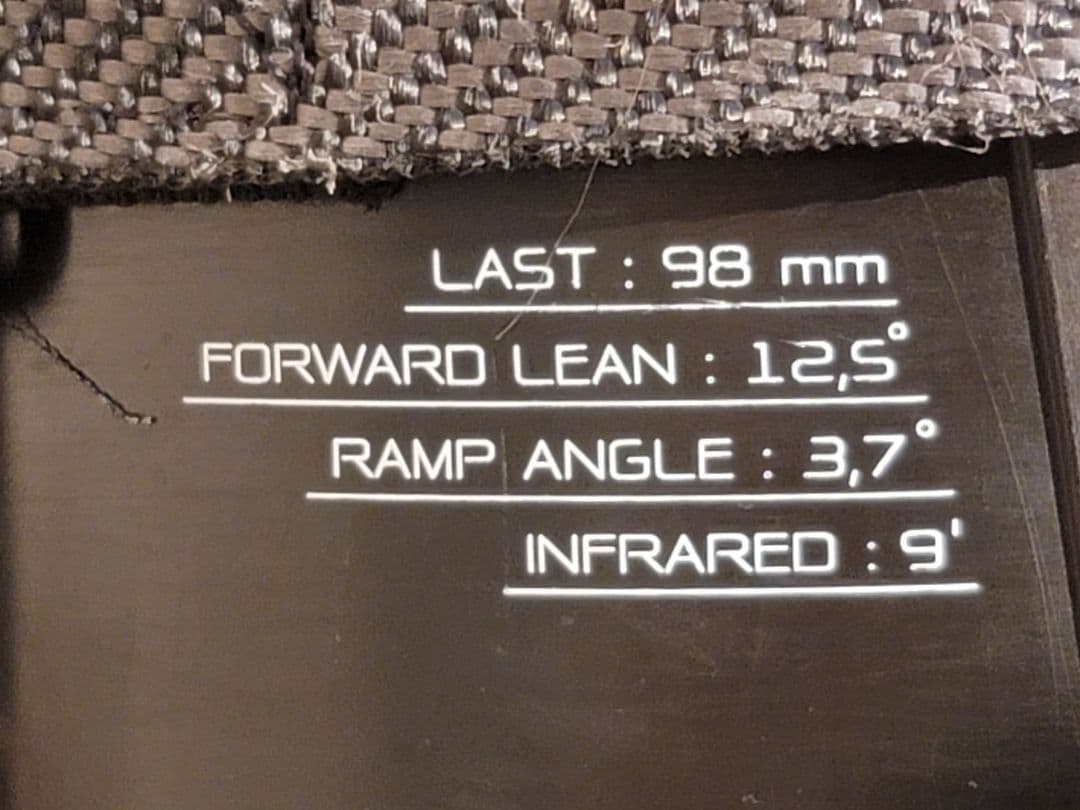 LAST : 98 mm
FORWARD LEAN : 12,5°
RAMP ANGLE : 3,7°
INFRARED : 9'